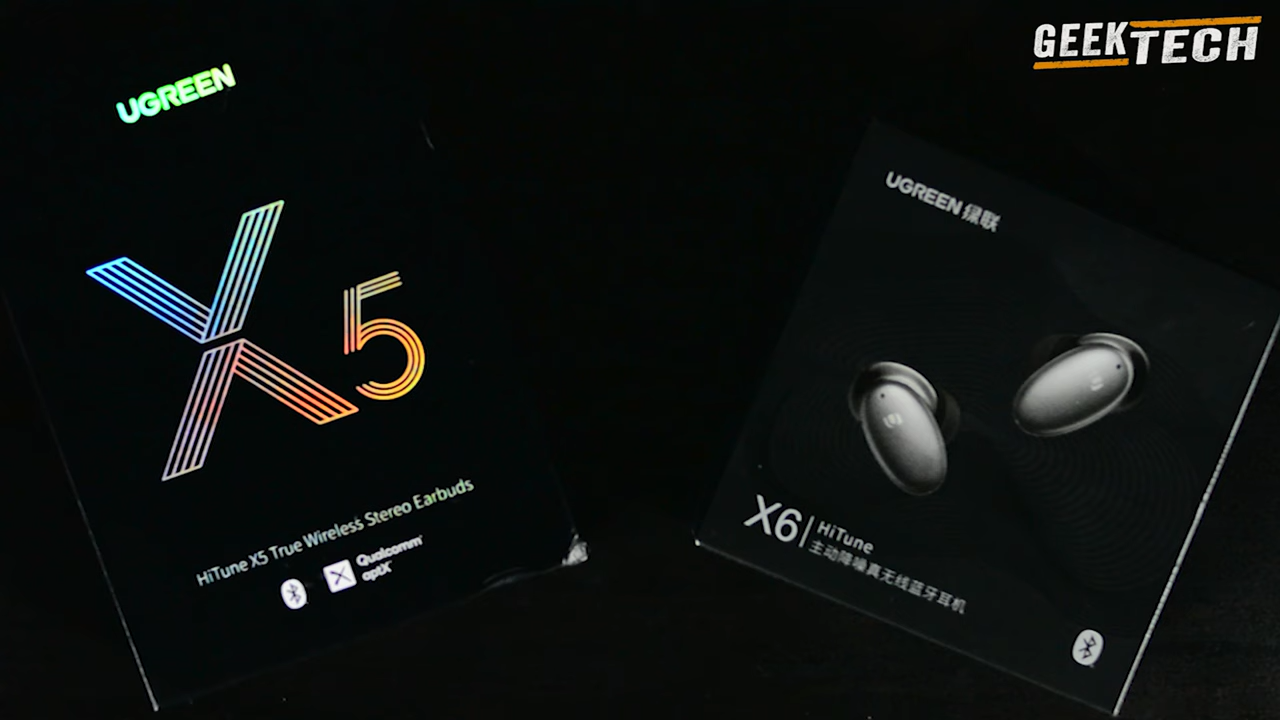 GEEKTECH
UGREEN
X5
HiTune X5 True Wireless Stereo Earbuds
Qualcomm
aptX
UGREEN 绿联
X6 | HiTune
主动降噪真无线蓝牙耳机